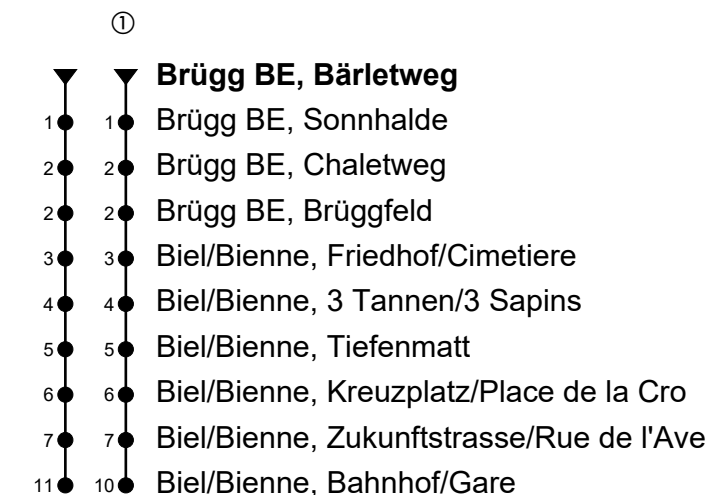 ①
Brügg BE, Bärletweg
1 1 Brügg BE, Sonnhalde
2 2 Brügg BE, Chaletweg
2 2 Brügg BE, Brüggfeld
3 3 Biel/Bienne, Friedhof/Cimetiere
4 4 Biel/Bienne, 3 Tannen/3 Sapins
5 5 Biel/Bienne, Tiefenmatt
6 6 Biel/Bienne, Kreuzplatz/Place de la Cro
7 7 Biel/Bienne, Zukunftstrasse/Rue de l'Ave
11 10 Biel/Bienne, Bahnhof/Gare